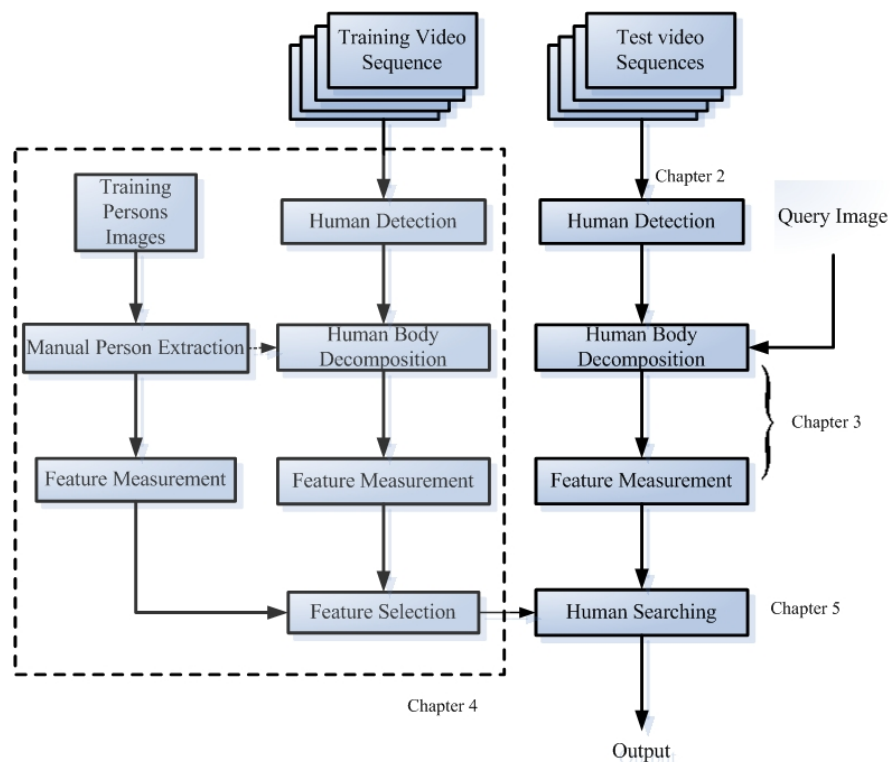 Training Video
Sequence
Test video
Sequences
Chapter 2
Training
Persons
Images
Human Detection
Human Detection
Query Image
Manual Person Extraction
Human Body
Decomposition
Human Body
Decomposition
Chapter 3
Feature Measurement
Feature Measurement
Feature Measurement
Feature Selection
Human Searching
Chapter 5
Chapter 4
Output